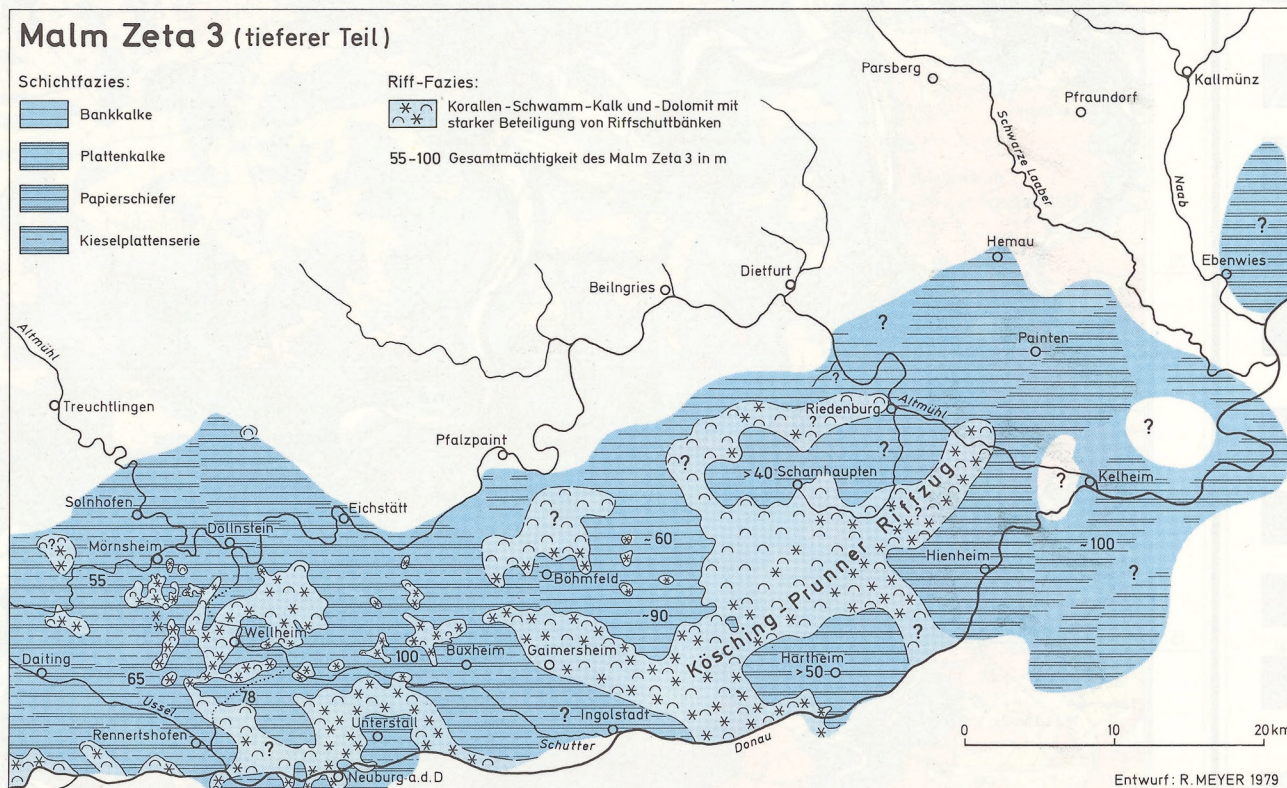 Malm Zeta 3 (tieferer Teil)
Schichtfazies:
Bankkalke
Plattenkalke
Papierschiefer
Kieselplattenserie
Riff-Fazies:
Korallen-Schwamm-Kalk und -Dolomit mit
starker Beteiligung von Riffschuttbänken
55-100 Gesamtmächtigkeit des Malm Zeta 3 in m
Parsberg
Kallmünz
Pfraundorf
Schwarze Laaber
Naab
?
Hemau
Ebenwies
Dietfurt
Beilngries
?
Altmühl
Painten
?
Treuchtlingen
Riedenburg
Altmühl
?
?
Pfalzpaint
?
?
>40 Schamhaupten
?
Kelheim
Solnhofen
Eichstätt
?
Dollnstein
?
Mörnsheim
~60
~100
55
Böhmfeld
Hienheim
?
~90
Kösching-Prunner Riffzug
?
Wellheim
Daiting
100
Buxheim
Gaimersheim
Hartheim
>50
65
78
Ussel
?
Ingolstadt
Unterstall
Rennertshofen
?
Schutter
Donau
Neuburg a.d.D
0 10 20 km
Entwurf: R. MEYER 1979